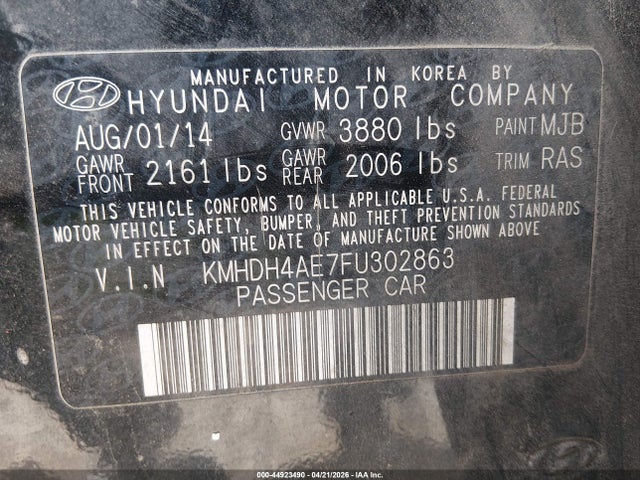 MANUFACTURED IN KOREA BY
HYUNDAI MOTOR COMPANY
AUG/01/14 GVWR 3880 lbs PAINT MJB
GAWR FRONT 2161 lbs GAWR REAR 2006 lbs TRIM RAS
THIS VEHICLE CONFORMS TO ALL APPLICABLE U.S.A. FEDERAL
MOTOR VEHICLE SAFETY, BUMPER, AND THEFT PREVENTION STANDARDS
IN EFFECT ON THE DATE OF MANUFACTURE SHOWN ABOVE
V.I.N KMHDH4AE7FU302863
PASSENGER CAR
000-44923490 - 04/21/2026 - IAA Inc.